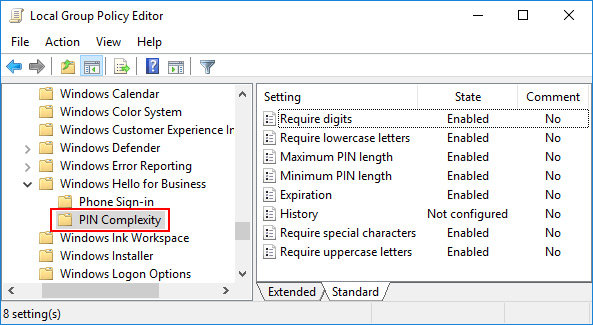 Local Group Policy Editor
File Action View Help
Windows Calendar
Windows Color System
Windows Customer Experience In
Windows Defender
Windows Error Reporting
Windows Hello for Business
Phone Sign-in
PIN Complexity
Windows Ink Workspace
Windows Installer
Windows Logon Options
Setting State Comment
Require digits Enabled No
Require lowercase letters Enabled No
Maximum PIN length Enabled No
Minimum PIN length Enabled No
Expiration Enabled No
History Not configured No
Require special characters Enabled No
Require uppercase letters Enabled No
Extended Standard
8 setting(s)